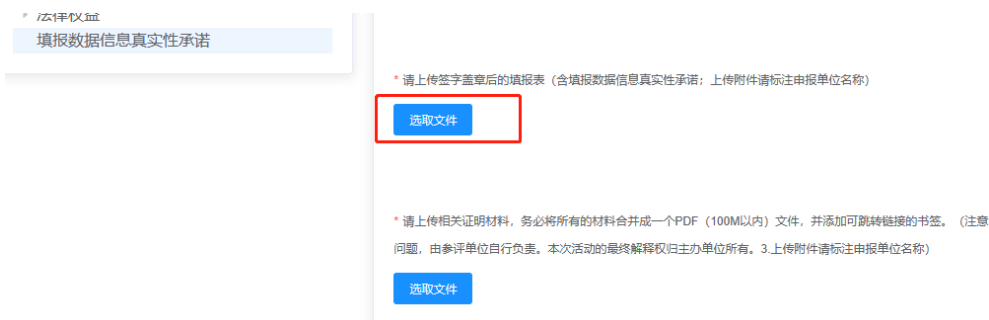 法律权益
填报数据信息真实性承诺
* 请上传签字盖章后的填报表（含填报数据信息真实性承诺；上传附件请标注申报单位名称）
选取文件
* 请上传相关证明材料，务必将所有的材料合并成一个PDF（100M以内）文件，并添加可跳转链接的书签。（注意
问题，由参评单位自行负责。本次活动的最终解释权归主办单位所有。3.上传附件请标注申报单位名称）
选取文件